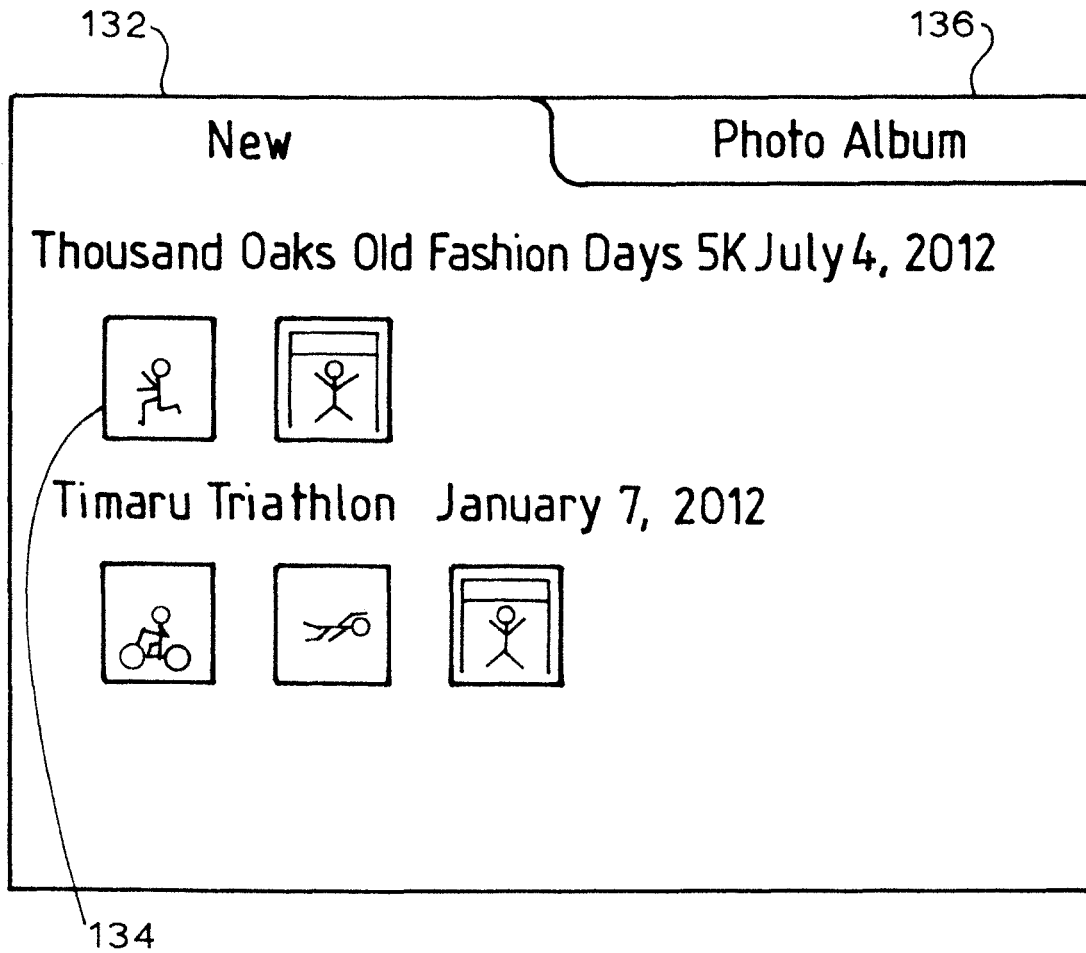 132 136
New Photo Album
Thousand Oaks Old Fashion Days 5K July 4, 2012
Timaru Triathlon January 7, 2012
134